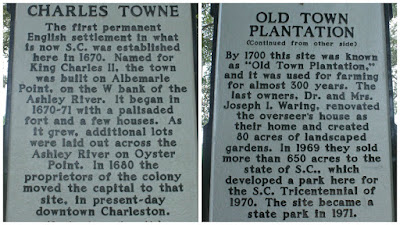 CHARLES TOWNE
The first permanent
English settlement in what
is now S.C. was established
here in 1670. Named for
King Charles II, the town
was built on Albemarle
Point, on the W bank of the
Ashley River. It began in
1670-71 with a palisaded
fort and a few houses. As
it grew, additional lots
were laid out across the
Ashley River on Oyster
Point. In 1680 the
proprietors of the colony
moved the capital to that
site, in present-day
downtown Charleston.
OLD TOWN
PLANTATION
(Continued from other side)
By 1700 this site was known
as "Old Town Plantation,"
and it was used for farming
for almost 300 years. The
last owners, Dr. and Mrs.
Joseph I. Waring, renovated
the overseer's house as
their home and created
80 acres of landscaped
gardens. In 1969 they sold
more than 650 acres to the
state of S.C., which
developed a park here for
the S.C. Tricentennial of
1970. The site became a
state park in 1971.